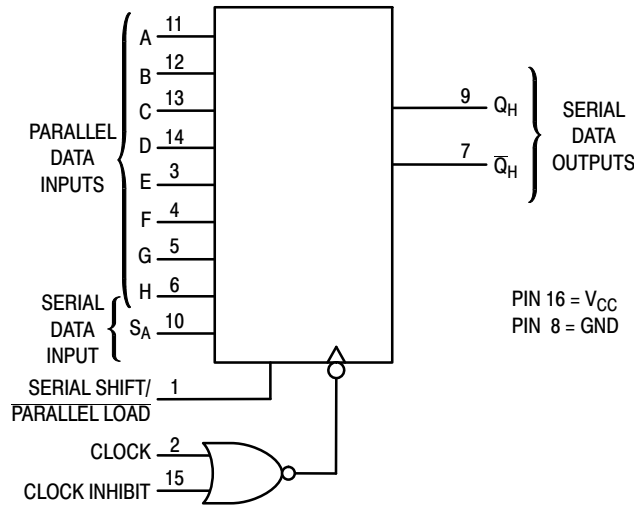 PARALLEL
DATA
INPUTS
A 11
B 12
C 13
D 14
E 3
F 4
G 5
H 6
SERIAL
DATA
INPUT
SA 10
SERIAL SHIFT/ 1
PARALLEL LOAD
CLOCK 2
CLOCK INHIBIT 15
9 QH
7 Q̅H
SERIAL
DATA
OUTPUTS
PIN 16 = VCC
PIN 8 = GND